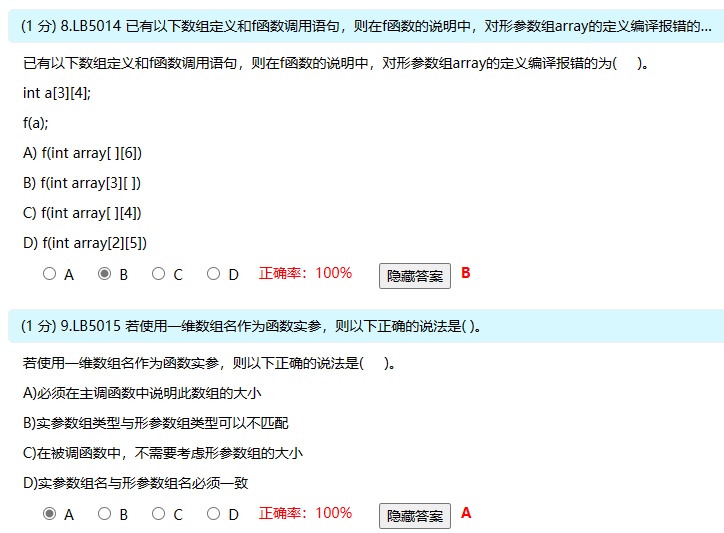 (1 分) 8.LB5014 已有以下数组定义和f函数调用语句，则在f函数的说明中，对形参数组array的定义编译报错的...
已有以下数组定义和f函数调用语句，则在f函数的说明中，对形参数组array的定义编译报错的为(      )。
int a[3][4];
f(a);
A) f(int array[ ][6])
B) f(int array[3][ ])
C) f(int array[ ][4])
D) f(int array[2][5])
A B C D 正确率：100% 隐藏答案 B
(1 分) 9.LB5015 若使用一维数组名作为函数实参，则以下正确的说法是( )。
若使用一维数组名作为函数实参，则以下正确的说法是(      )。
A)必须在主调函数中说明此数组的大小
B)实参数组类型与形参数组类型可以不匹配
C)在被调函数中，不需要考虑形参数组的大小
D)实参数组名与形参数组名必须一致
A B C D 正确率：100% 隐藏答案 A